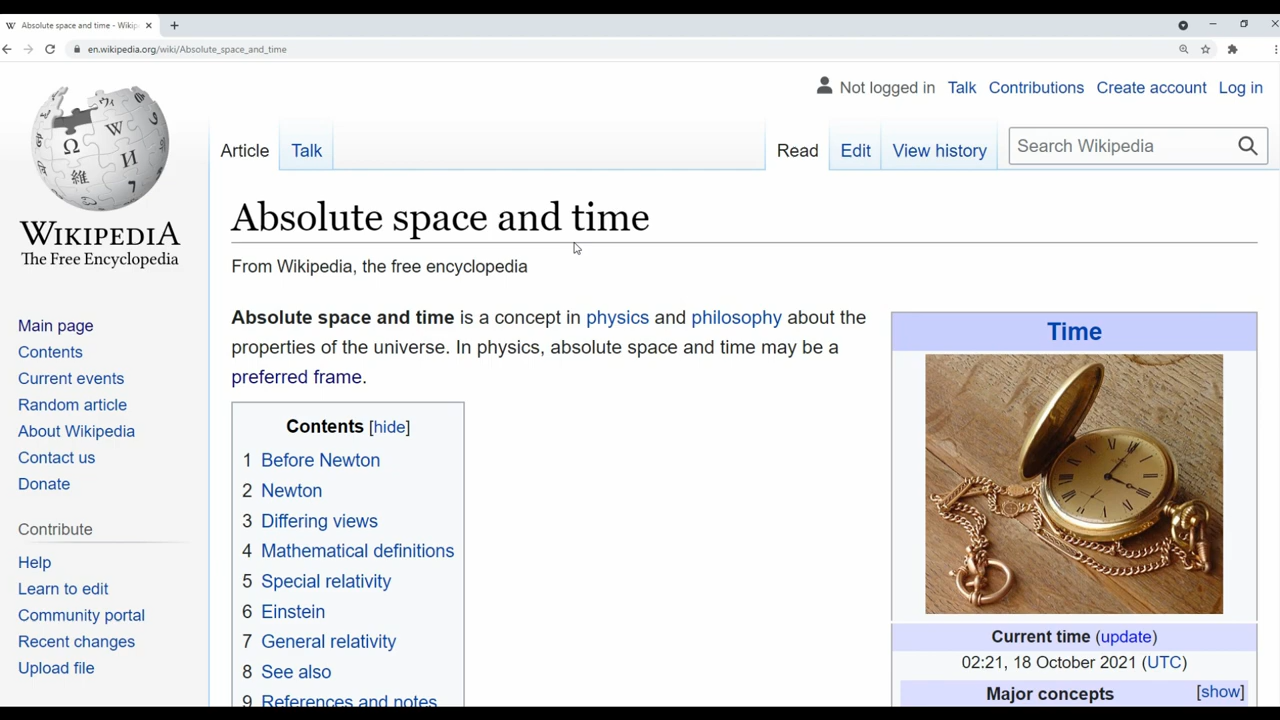 Absolute space and time - Wikip
en.wikipedia.org/wiki/Absolute_space_and_time
Not logged in Talk Contributions Create account Log in
Article Talk Read Edit View history Search Wikipedia
Ω W И 維
WIKIPEDIA
The Free Encyclopedia
Main page
Contents
Current events
Random article
About Wikipedia
Contact us
Donate
Contribute
Help
Learn to edit
Community portal
Recent changes
Upload file
Absolute space and time
From Wikipedia, the free encyclopedia
Absolute space and time is a concept in physics and philosophy about the
properties of the universe. In physics, absolute space and time may be a
preferred frame.
Contents [hide]
1 Before Newton
2 Newton
3 Differing views
4 Mathematical definitions
5 Special relativity
6 Einstein
7 General relativity
8 See also
9 References and notes
Time
Current time (update)
02:21, 18 October 2021 (UTC)
Major concepts [show]